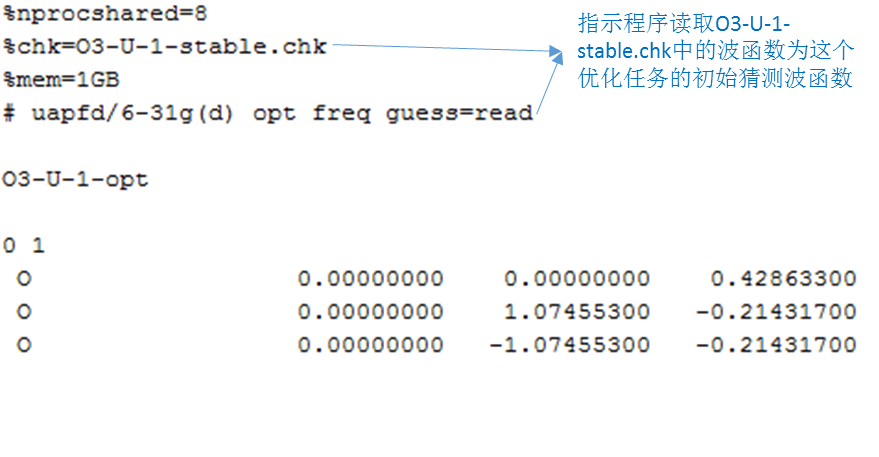 %nprocshared=8
%chk=O3-U-1-stable.chk
%mem=1GB
# uapfd/6-31g(d) opt freq guess=read
指示程序读取O3-U-1-
stable.chk中的波函数为这个
优化任务的初始猜测波函数
O3-U-1-opt
0 1
O 0.00000000 0.00000000 0.42863300
O 0.00000000 1.07455300 -0.21431700
O 0.00000000 -1.07455300 -0.21431700